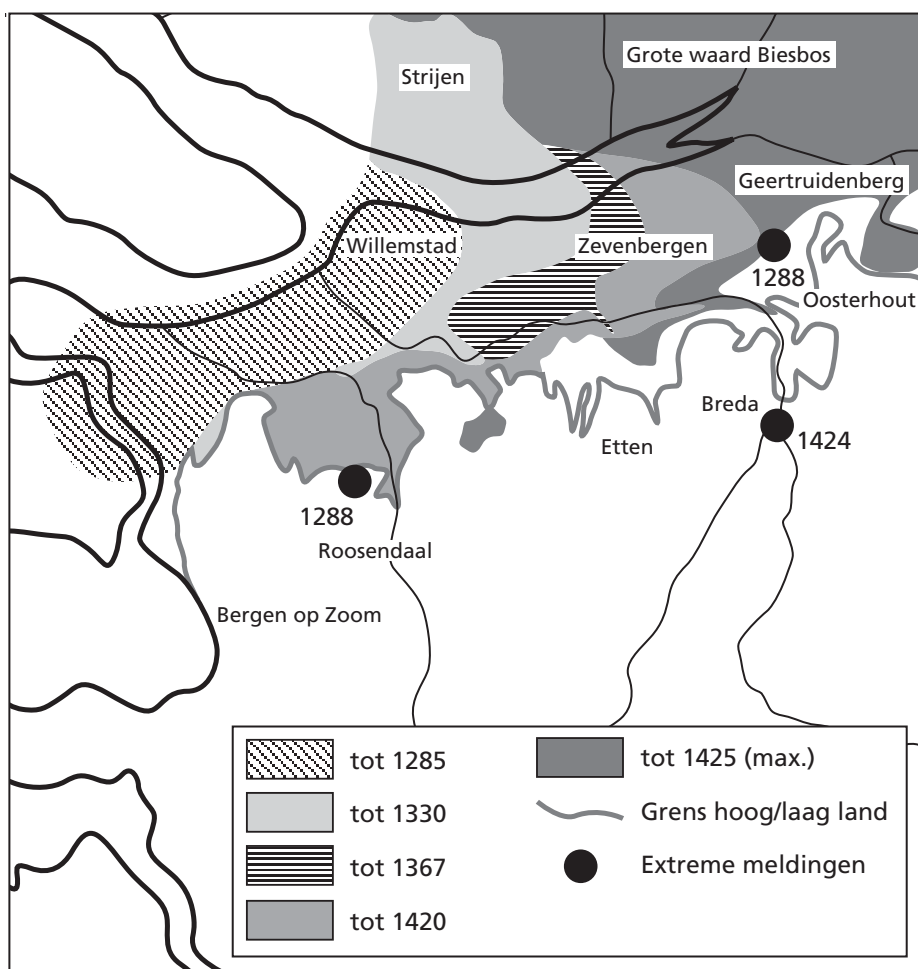 Grote waard Biesbos
Strijen
Geertruidenberg
Willemstad
Zevenbergen
1288
Oosterhout
Breda
1424
Etten
1288
Roosendaal
Bergen op Zoom
tot 1285
tot 1330
tot 1367
tot 1420
tot 1425 (max.)
Grens hoog/laag land
Extreme meldingen